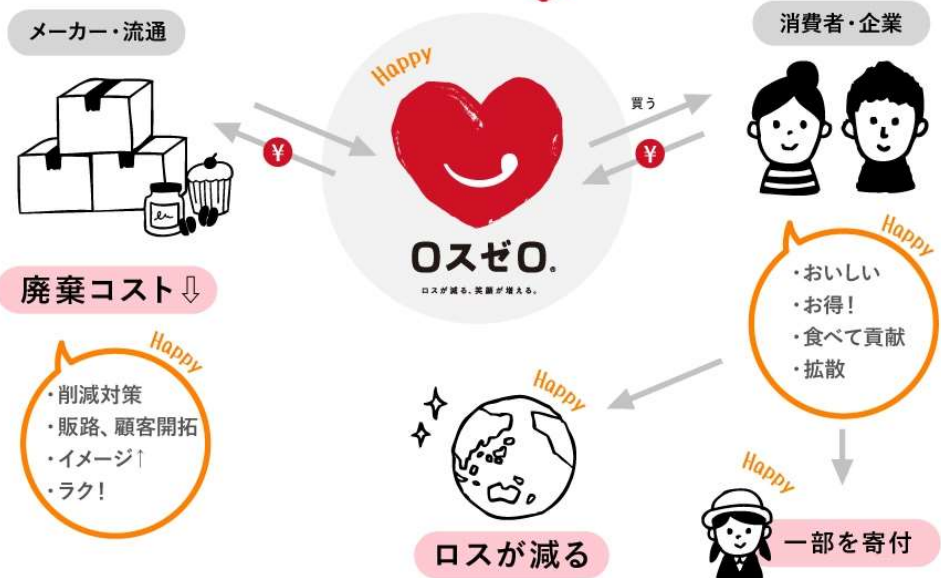 メーカー・流通
消費者・企業
Happy
買う
¥
¥
ロスゼロ®
ロスが減る、笑顔が増える。
廃棄コスト⇩
Happy
・削減対策
・販路、顧客開拓
・イメージ↑
・ラク!
Happy
・おいしい
・お得!
・食べて貢献
・拡散
Happy
ロスが減る
Happy
一部を寄付